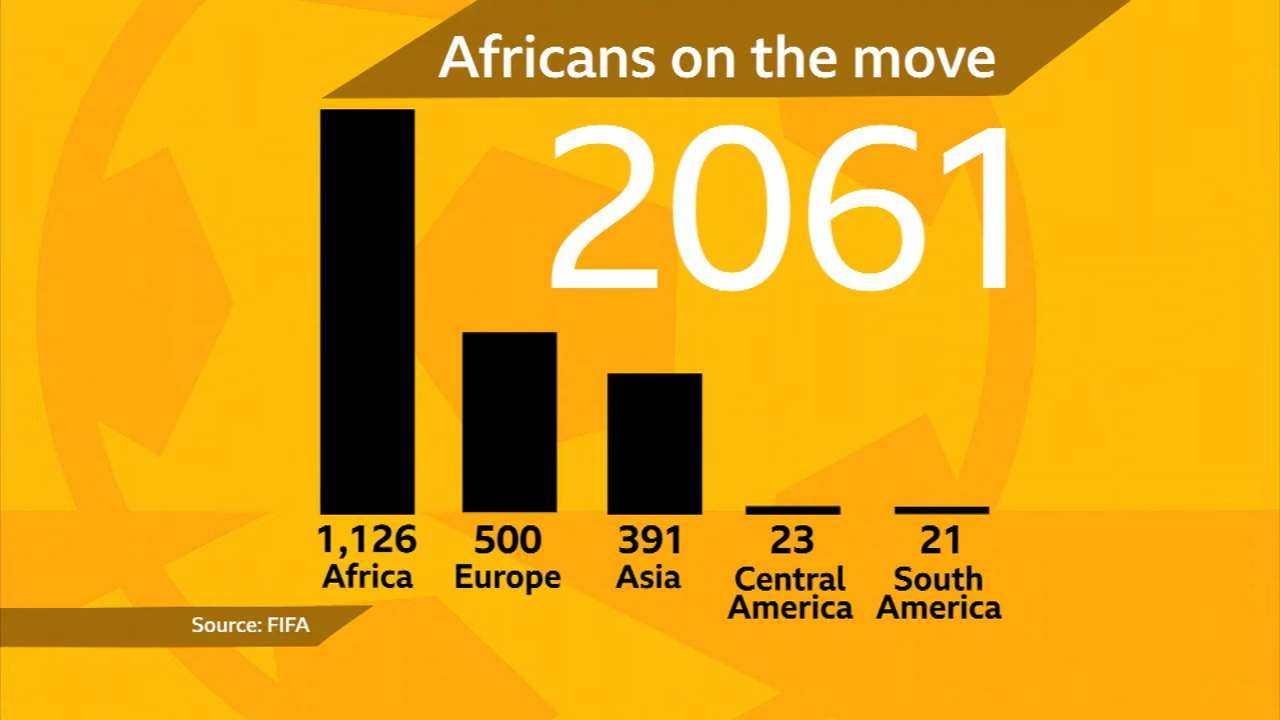 Africans on the move
2061
1,126
Africa
500
Europe
391
Asia
23
Central
America
21
South
America
Source: FIFA